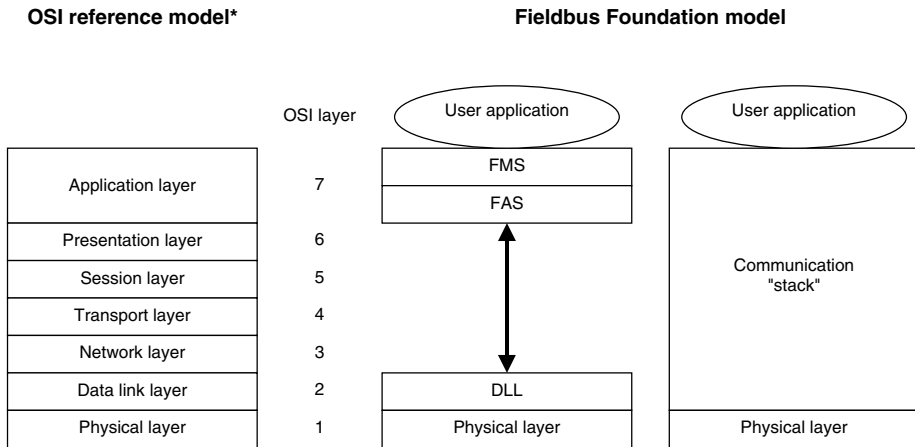 OSI reference model*
Fieldbus Foundation model
OSI layer
User application
User application
Application layer
7
FMS
FAS
Presentation layer
6
Session layer
5
Communication
"stack"
Transport layer
4
Network layer
3
Data link layer
2
DLL
Physical layer
1
Physical layer
Physical layer